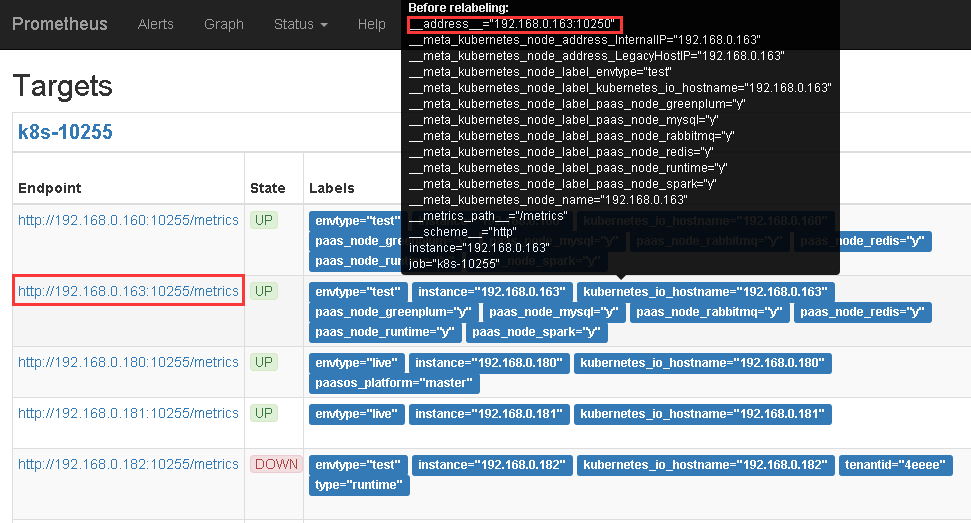 Prometheus Alerts Graph Status Help
Before relabeling:
__address__="192.168.0.163:10250"
__meta_kubernetes_node_address_InternalIP="192.168.0.163"
__meta_kubernetes_node_address_LegacyHostIP="192.168.0.163"
__meta_kubernetes_node_label_envtype="test"
__meta_kubernetes_node_label_kubernetes_io_hostname="192.168.0.163"
__meta_kubernetes_node_label_paas_node_greenplum="y"
__meta_kubernetes_node_label_paas_node_mysql="y"
__meta_kubernetes_node_label_paas_node_rabbitmq="y"
__meta_kubernetes_node_label_paas_node_redis="y"
__meta_kubernetes_node_label_paas_node_runtime="y"
__meta_kubernetes_node_label_paas_node_spark="y"
__meta_kubernetes_node_name="192.168.0.163"
__metrics_path__="/metrics"
__scheme__="http"
instance="192.168.0.163"
job="k8s-10255"
Targets
k8s-10255
Endpoint State Labels
http://192.168.0.160:10255/metrics UP envtype="test" kubernetes_io_hostname="192.168.0.160"
paas_node_gre node_mysql="y" paas_node_rabbitmq="y" paas_node_redis="y"
paas_node_run node_spark="y"
http://192.168.0.163:10255/metrics UP envtype="test" instance="192.168.0.163" kubernetes_io_hostname="192.168.0.163"
paas_node_greenplum="y" paas_node_mysql="y" paas_node_rabbitmq="y" paas_node_redis="y"
paas_node_runtime="y" paas_node_spark="y"
http://192.168.0.180:10255/metrics UP envtype="live" instance="192.168.0.180" kubernetes_io_hostname="192.168.0.180"
paasos_platform="master"
http://192.168.0.181:10255/metrics UP envtype="live" instance="192.168.0.181" kubernetes_io_hostname="192.168.0.181"
http://192.168.0.182:10255/metrics DOWN envtype="test" instance="192.168.0.182" kubernetes_io_hostname="192.168.0.182" tenantid="4eeee"
type="runtime"